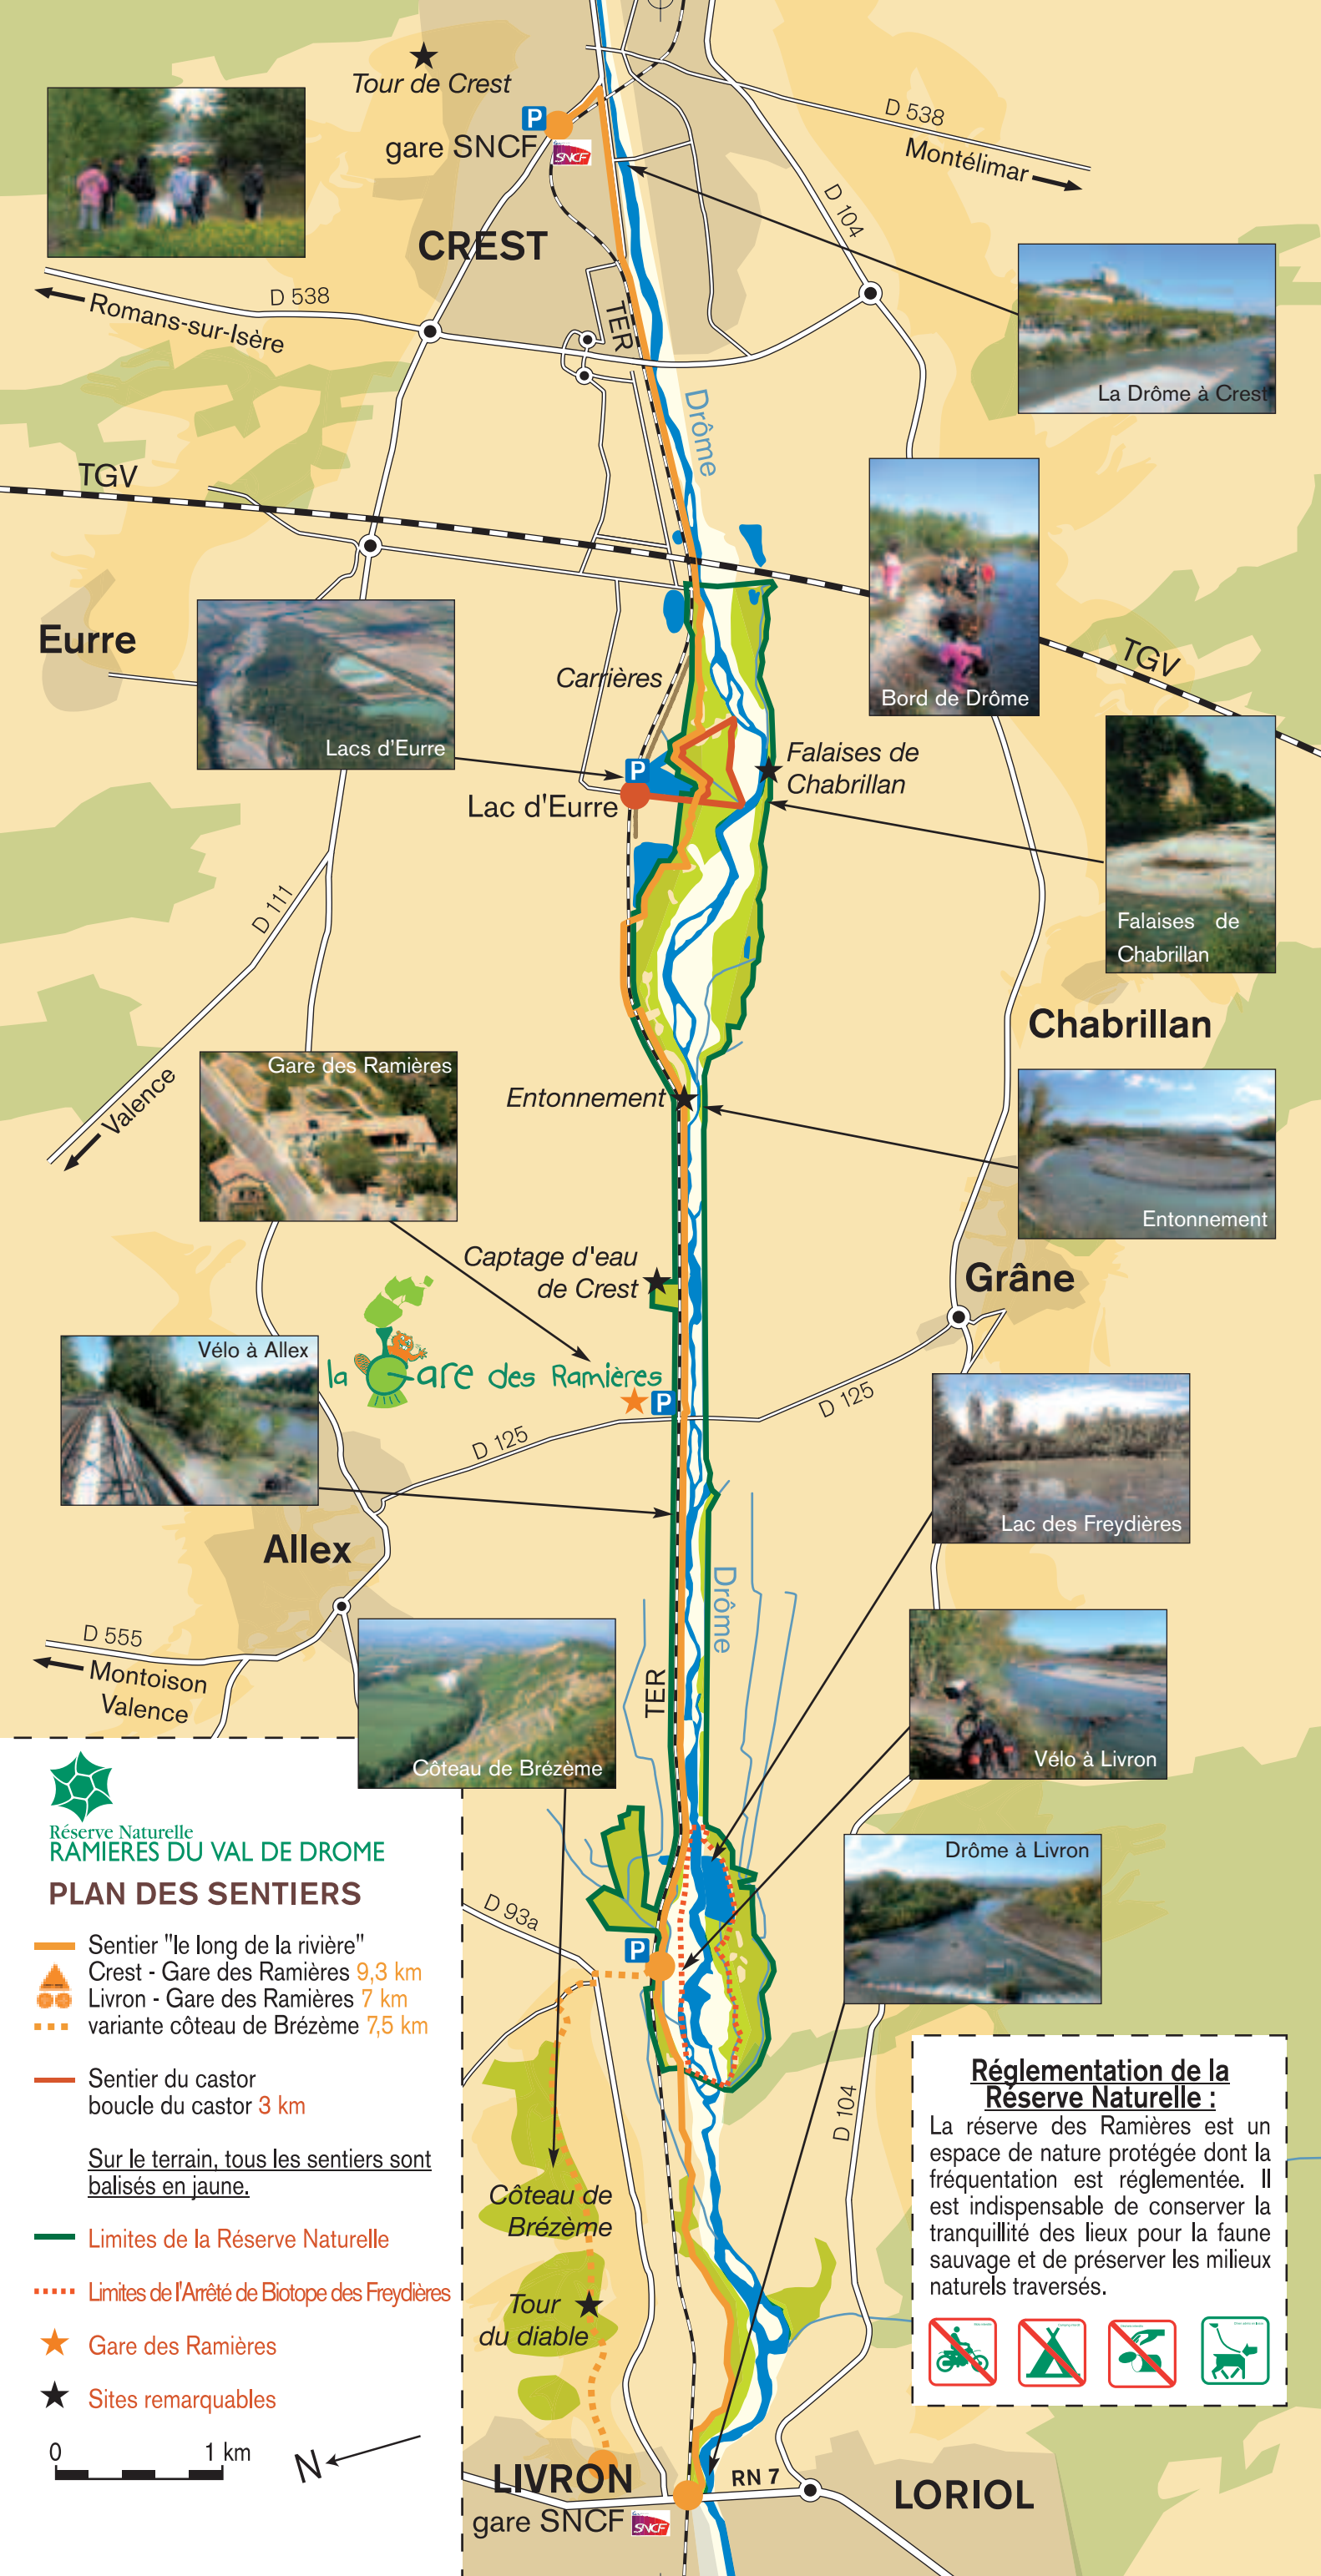 Tour de Crest
D 538
P
gare SNCF
SNCF
Montélimar
D 104
CREST
D 538
Romans-sur-Isère
TER
La Drôme à Crest
Drôme
TGV
Eurre
Carrières
TGV
Bord de Drôme
Lacs d'Eurre
P
Falaises de
Chabrillan
Lac d'Eurre
D 111
Falaises de
Chabrillan
Chabrillan
Gare des Ramières
Valence
Entonnement
Entonnement
Captage d'eau
de Crest
Grâne
Vélo à Allex
la Gare des Ramières
P
D 125
D 125
Lac des Freydières
Allex
Drôme
D 555
Montoison
Valence
TER
Vélo à Livron
Côteau de Brézème
Drôme à Livron
D 93a
P
D 104
Côteau de
Brézème
Tour
du diable
LIVRON
gare SNCF
SNCF
RN 7
LORIOL
Réserve Naturelle
RAMIERES DU VAL DE DROME
PLAN DES SENTIERS
Sentier "le long de la rivière"
Crest - Gare des Ramières 9,3 km
Livron - Gare des Ramières 7 km
variante côteau de Brézème 7,5 km
Sentier du castor
boucle du castor 3 km
Sur le terrain, tous les sentiers sont
balisés en jaune.
Limites de la Réserve Naturelle
Limites de l'Arrêté de Biotope des Freydières
Gare des Ramières
Sites remarquables
0 1 km
N
Réglementation de la
Réserve Naturelle :
La réserve des Ramières est un
espace de nature protégée dont la
fréquentation est réglementée. Il
est indispensable de conserver la
tranquillité des lieux pour la faune
sauvage et de préserver les milieux
naturels traversés.